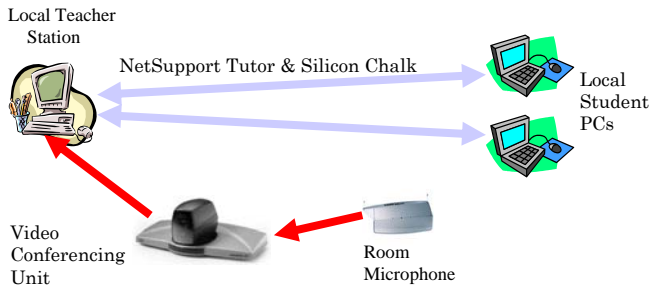 Local Teacher
Station
NetSupport Tutor & Silicon Chalk
Local
Student
PCs
Video
Conferencing
Unit
Room
Microphone